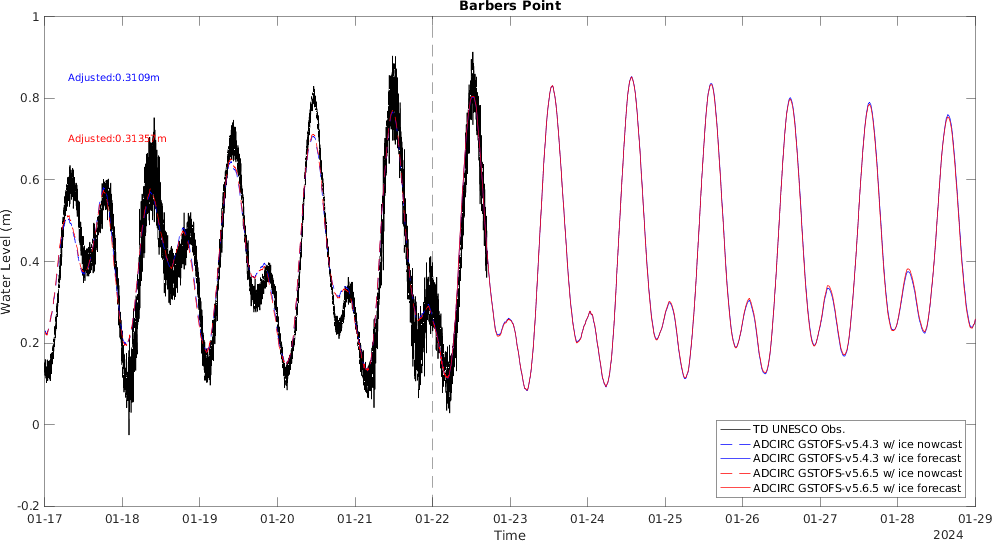 Barbers Point
1
0.8
0.6
0.4
0.2
0
-0.2
Water Level (m)
Adjusted:0.3109m
TD UNESCO Obs.
ADCIRC GSTOFS-v5.4.3 w/ ice nowcast
ADCIRC GSTOFS-v5.4.3 w/ ice forecast
ADCIRC GSTOFS-v5.6.5 w/ ice nowcast
ADCIRC GSTOFS-v5.6.5 w/ ice forecast
01-17 01-18 01-19 01-20 01-21 01-22 01-23 01-24 01-25 01-26 01-27 01-28 01-29
Time
2024